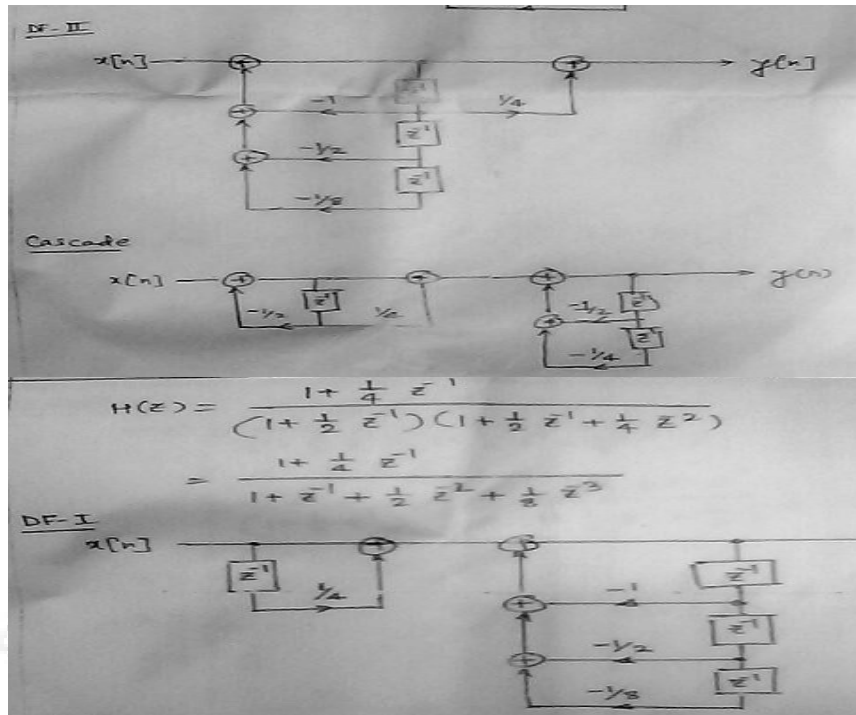 DF-II
x[n] y[n]
z⁻¹
-1 1/4
z⁻¹
-1/2
z⁻¹
-1/8
Cascade
x[n] y(n)
z⁻¹ z⁻¹
-1/2 -1/2
z⁻¹
-1/4
H(z) = (1 + 1/4 z⁻¹) / ((1 + 1/2 z⁻¹)(1 + 1/2 z⁻¹ + 1/4 z²))
= (1 + 1/4 z⁻¹) / (1 + z⁻¹ + 1/2 z⁻² + 1/8 z⁻³)
DF-I
x[n]
z⁻¹ z⁻¹
1/4 -1
z⁻¹
-1/2
z⁻¹
-1/8